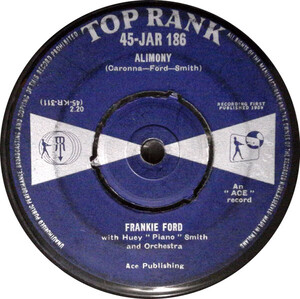 TOP RANK
45-JAR 186
ALIMONY
(Caronna-Ford-Smith)
(45-K-R-311)
2.20
RECORDING FIRST
PUBLISHED 1959
An
"ACE"
record
FRANKIE FORD
with Huey "Piano" Smith
and Orchestra
Ace Publishing